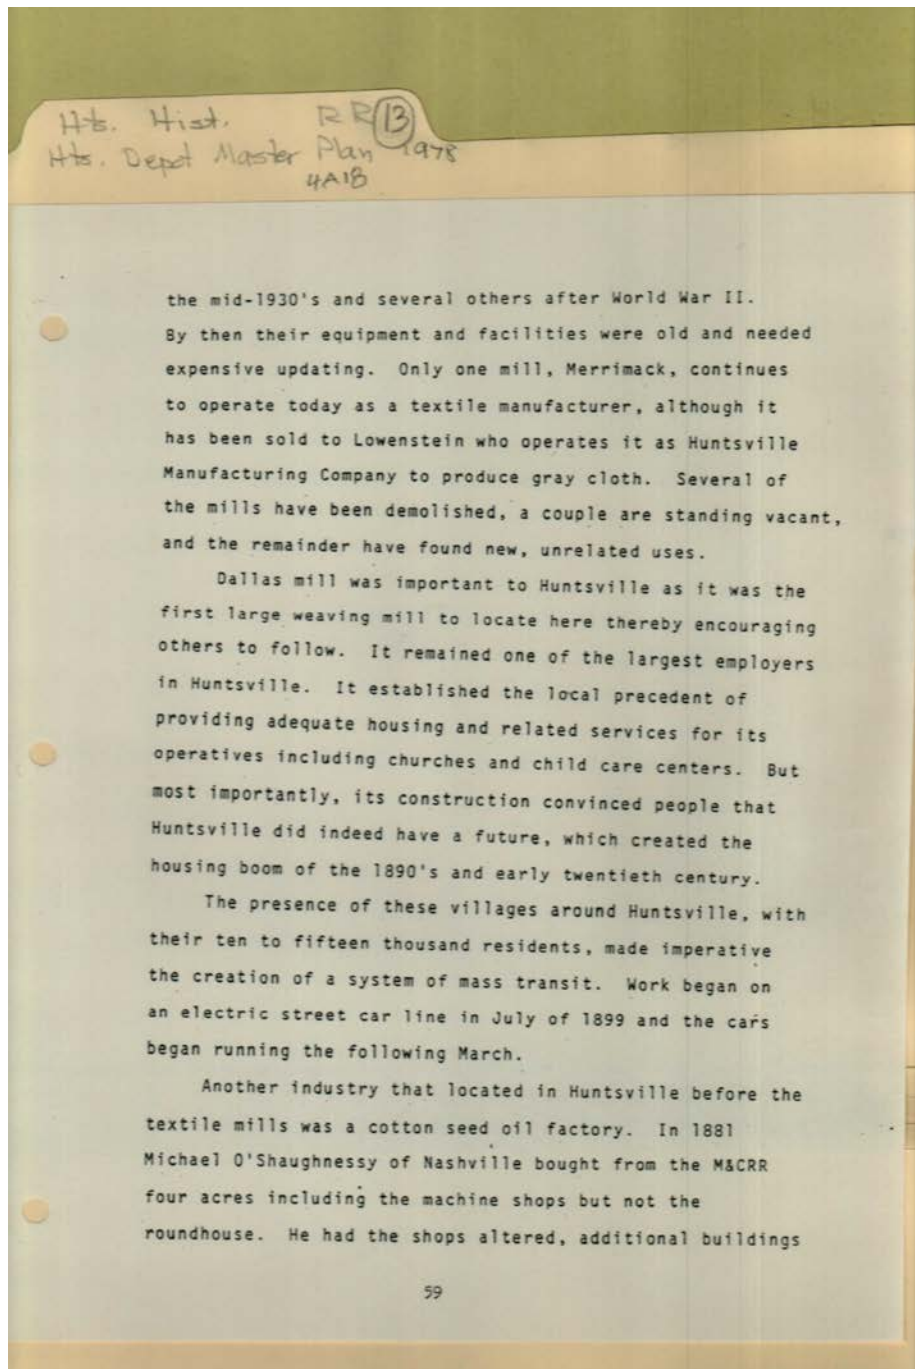 Hts. Hist. RR 13
Hts. Depot Master Plan 1978
4A18
the mid-1930's and several others after World War II.
By then their equipment and facilities were old and needed
expensive updating. Only one mill, Merrimack, continues
to operate today as a textile manufacturer, although it
has been sold to Lowenstein who operates it as Huntsville
Manufacturing Company to produce gray cloth. Several of
the mills have been demolished, a couple are standing vacant,
and the remainder have found new, unrelated uses.
Dallas mill was important to Huntsville as it was the
first large weaving mill to locate here thereby encouraging
others to follow. It remained one of the largest employers
in Huntsville. It established the local precedent of
providing adequate housing and related services for its
operatives including churches and child care centers. But
most importantly, its construction convinced people that
Huntsville did indeed have a future, which created the
housing boom of the 1890's and early twentieth century.
The presence of these villages around Huntsville, with
their ten to fifteen thousand residents, made imperative
the creation of a system of mass transit. Work began on
an electric street car line in July of 1899 and the cars
began running the following March.
Another industry that located in Huntsville before the
textile mills was a cotton seed oil factory. In 1881
Michael O'Shaughnessy of Nashville bought from the M&CRR
four acres including the machine shops but not the
roundhouse. He had the shops altered, additional buildings
59